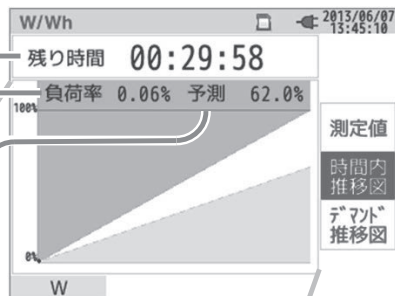 W/Wh
2013/06/07
13:45:10
残り時間 00:29:58
負荷率 0.06% 予測 62.0%
100%
測定値
時間内
推移図
デマンド
推移図
0%
W